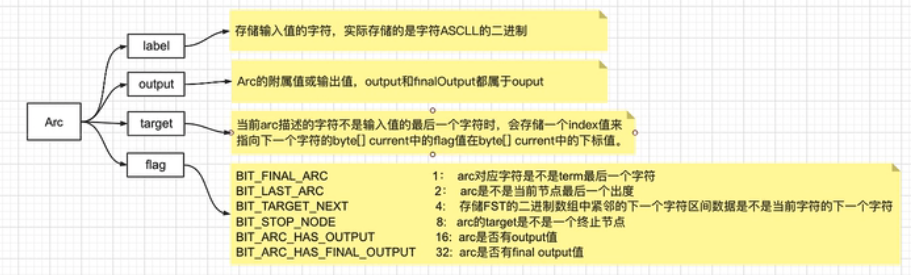 Arc
label
存储输入值的字符，实际存储的是字符ASCLL的二进制
output
Arc的附属值或输出值，output和finalOutput都属于ouput
target
当前arc描述的字符不是输入值的最后一个字符时，会存储一个index值来
指向下一个字符的byte[] current中的flag值在byte[] current中的下标值。
flag
BIT_FINAL_ARC 1： arc对应字符是不是term最后一个字符
BIT_LAST_ARC 2： arc是不是当前节点最后一个出度
BIT_TARGET_NEXT 4: 存储FST的二进制数组中紧邻的下一个字符区间数据是不是当前字符的下一个字符
BIT_STOP_NODE 8: arc的target是不是一个终止节点
BIT_ARC_HAS_OUTPUT 16: arc是否有output值
BIT_ARC_HAS_FINAL_OUTPUT 32: arc是否有final output值